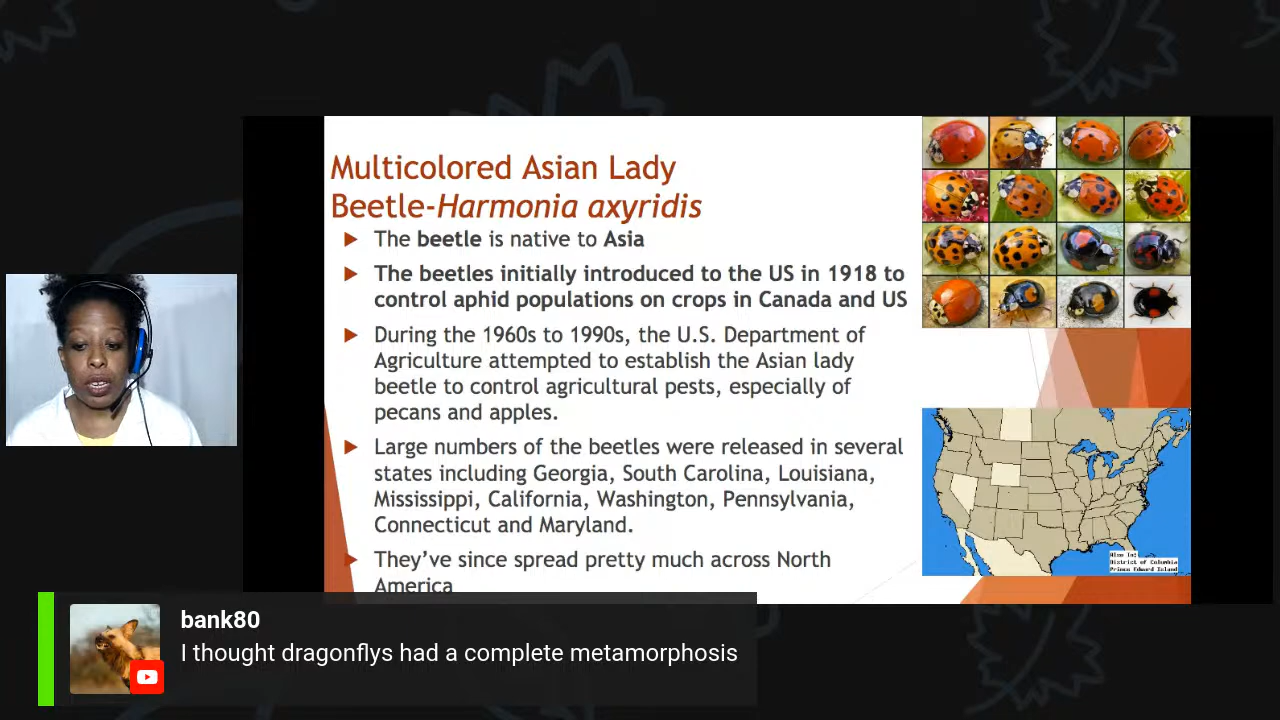 Multicolored Asian Lady
Beetle-Harmonia axyridis
The beetle is native to Asia
The beetles initially introduced to the US in 1918 to
control aphid populations on crops in Canada and US
During the 1960s to 1990s, the U.S. Department of
Agriculture attempted to establish the Asian lady
beetle to control agricultural pests, especially of
pecans and apples.
Large numbers of the beetles were released in several
states including Georgia, South Carolina, Louisiana,
Mississippi, California, Washington, Pennsylvania,
Connecticut and Maryland.
They’ve since spread pretty much across North
America
Also in:
District of Columbia
Prince Edward Island
bank80
I thought dragonflys had a complete metamorphosis